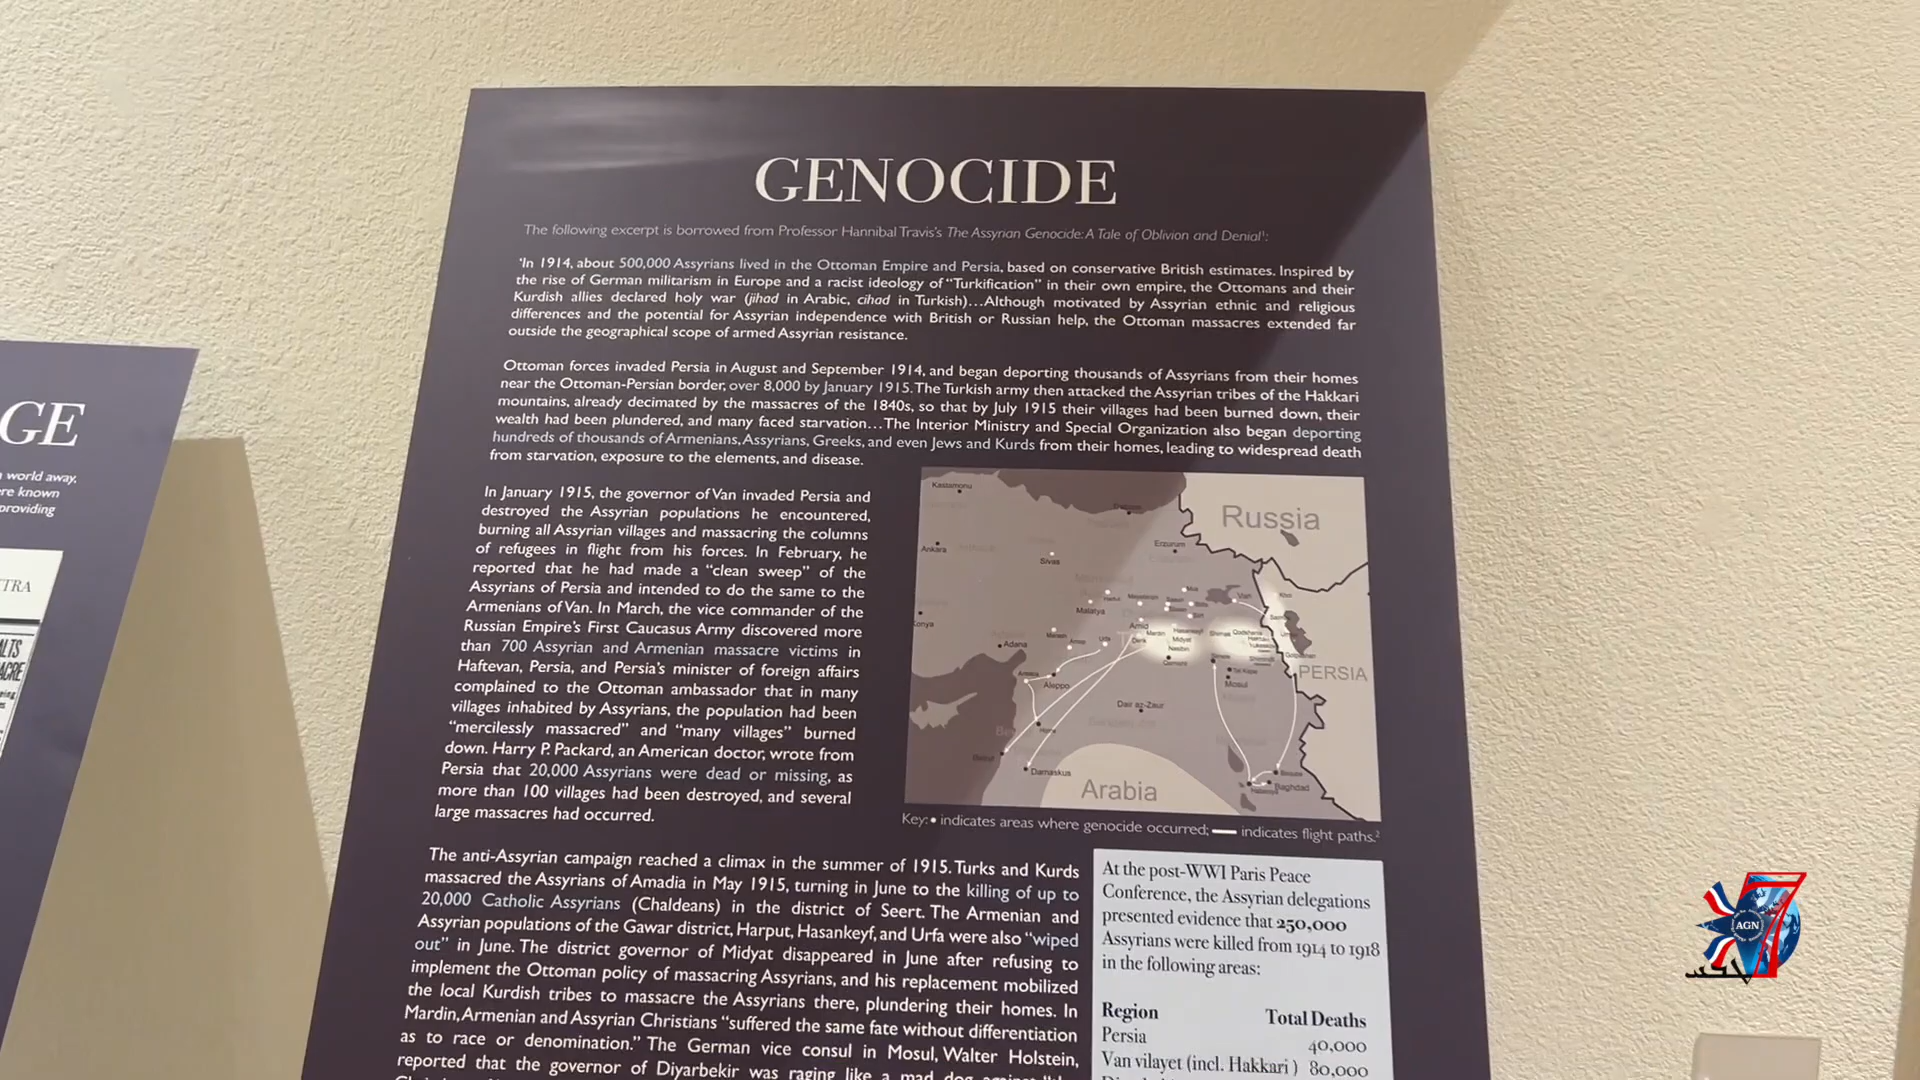 GENOCIDE
The following excerpt is borrowed from Professor Hannibal Travis's The Assyrian Genocide: A Tale of Oblivion and Denial¹:
'In 1914, about 500,000 Assyrians lived in the Ottoman Empire and Persia, based on conservative British estimates. Inspired by
the rise of German militarism in Europe and a racist ideology of "Turkification" in their own empire, the Ottomans and their
Kurdish allies declared holy war (jihad in Arabic, cihad in Turkish)…Although motivated by Assyrian ethnic and religious
differences and the potential for Assyrian independence with British or Russian help, the Ottoman massacres extended far
outside the geographical scope of armed Assyrian resistance.
Ottoman forces invaded Persia in August and September 1914, and began deporting thousands of Assyrians from their homes
near the Ottoman-Persian border, over 8,000 by January 1915. The Turkish army then attacked the Assyrian tribes of the Hakkari
mountains, already decimated by the massacres of the 1840s, so that by July 1915 their villages had been burned down, their
wealth had been plundered, and many faced starvation…The Interior Ministry and Special Organization also began deporting
hundreds of thousands of Armenians, Assyrians, Greeks, and even Jews and Kurds from their homes, leading to widespread death
from starvation, exposure to the elements, and disease.
In January 1915, the governor of Van invaded Persia and
destroyed the Assyrian populations he encountered,
burning all Assyrian villages and massacring the columns
of refugees in flight from his forces. In February, he
reported that he had made a "clean sweep" of the
Assyrians of Persia and intended to do the same to the
Armenians of Van. In March, the vice commander of the
Russian Empire's First Caucasus Army discovered more
than 700 Assyrian and Armenian massacre victims in
Haftevan, Persia, and Persia's minister of foreign affairs
complained to the Ottoman ambassador that in many
villages inhabited by Assyrians, the population had been
"mercilessly massacred" and "many villages" burned
down. Harry P. Packard, an American doctor, wrote from
Persia that 20,000 Assyrians were dead or missing, as
more than 100 villages had been destroyed, and several
large massacres had occurred.
Kastamonu
Russia
Ankara
Erzurum
Sivas
Van
Malatya
Amid
Mardin
Midyat
Nasibin
Adana
Urfa
PERSIA
Aleppo
Mosul
Dair az-Zaur
Damaskus
Arabia
Baghdad
Key: • indicates areas where genocide occurred; — indicates flight paths.²
The anti-Assyrian campaign reached a climax in the summer of 1915. Turks and Kurds
massacred the Assyrians of Amadia in May 1915, turning in June to the killing of up to
20,000 Catholic Assyrians (Chaldeans) in the district of Seert. The Armenian and
Assyrian populations of the Gawar district, Harput, Hasankeyf, and Urfa were also "wiped
out" in June. The district governor of Midyat disappeared in June after refusing to
implement the Ottoman policy of massacring Assyrians, and his replacement mobilized
the local Kurdish tribes to massacre the Assyrians there, plundering their homes. In
Mardin, Armenian and Assyrian Christians "suffered the same fate without differentiation
as to race or denomination." The German vice consul in Mosul, Walter Holstein,
reported that the governor of Diyarbekir was raging like a mad dog against
At the post-WWI Paris Peace
Conference, the Assyrian delegations
presented evidence that 250,000
Assyrians were killed from 1914 to 1918
in the following areas:
Region Total Deaths
Persia 40,000
Van vilayet (incl. Hakkari ) 80,000
GE
a world away,
re known
providing
TRA
AGN
7